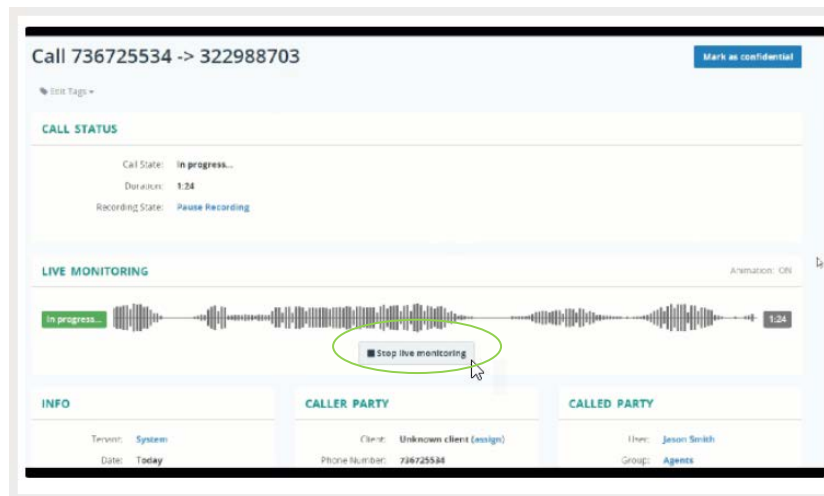 Call 736725534 -> 322988703
Mark as confidential
Edit Tags
CALL STATUS
Call State: In progress...
Duration: 1:24
Recording State: Pause Recording
LIVE MONITORING
Animation: ON
In progress...
1:24
Stop live monitoring
INFO
Tenant: System
Date: Today
CALLER PARTY
Client: Unknown client (assign)
Phone Number: 736725534
CALLED PARTY
User: Jason Smith
Group: Agents